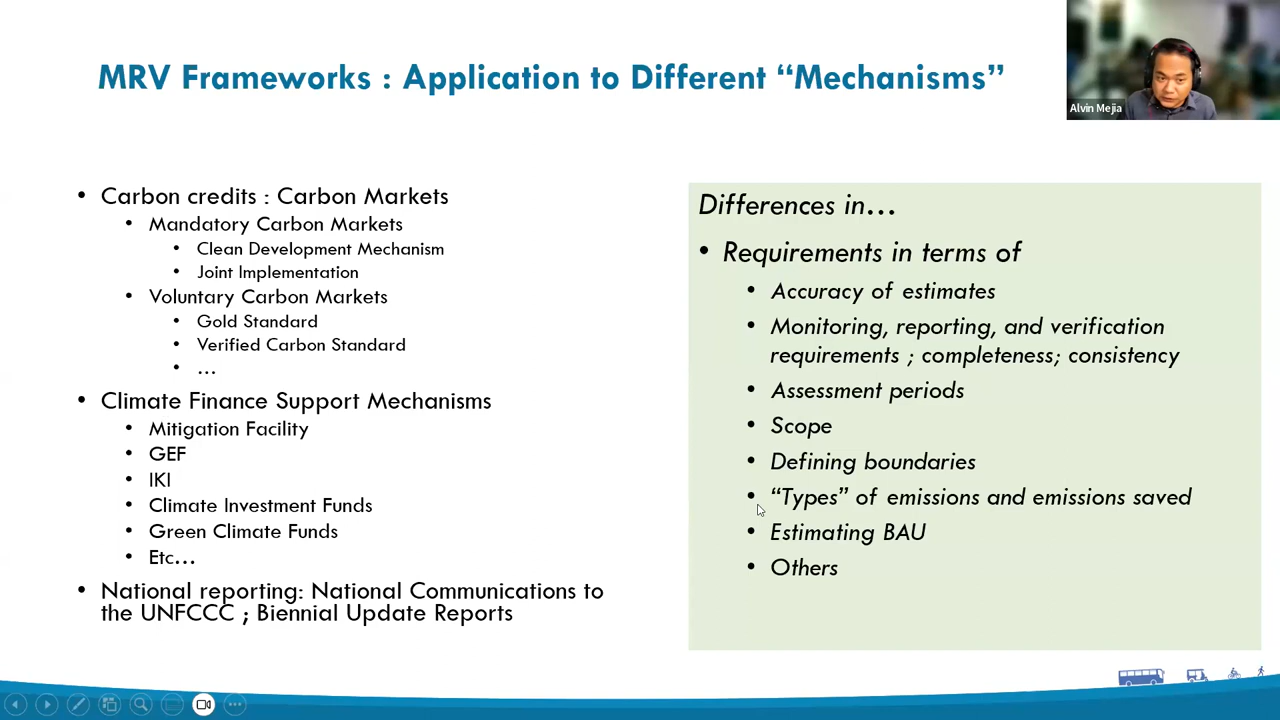 MRV Frameworks : Application to Different “Mechanisms”
Alvin Mejia
• Carbon credits : Carbon Markets
• Mandatory Carbon Markets
• Clean Development Mechanism
• Joint Implementation
• Voluntary Carbon Markets
• Gold Standard
• Verified Carbon Standard
• ...
• Climate Finance Support Mechanisms
• Mitigation Facility
• GEF
• IKI
• Climate Investment Funds
• Green Climate Funds
• Etc...
• National reporting: National Communications to
the UNFCCC ; Biennial Update Reports
Differences in...
• Requirements in terms of
• Accuracy of estimates
• Monitoring, reporting, and verification
requirements ; completeness; consistency
• Assessment periods
• Scope
• Defining boundaries
• “Types” of emissions and emissions saved
• Estimating BAU
• Others